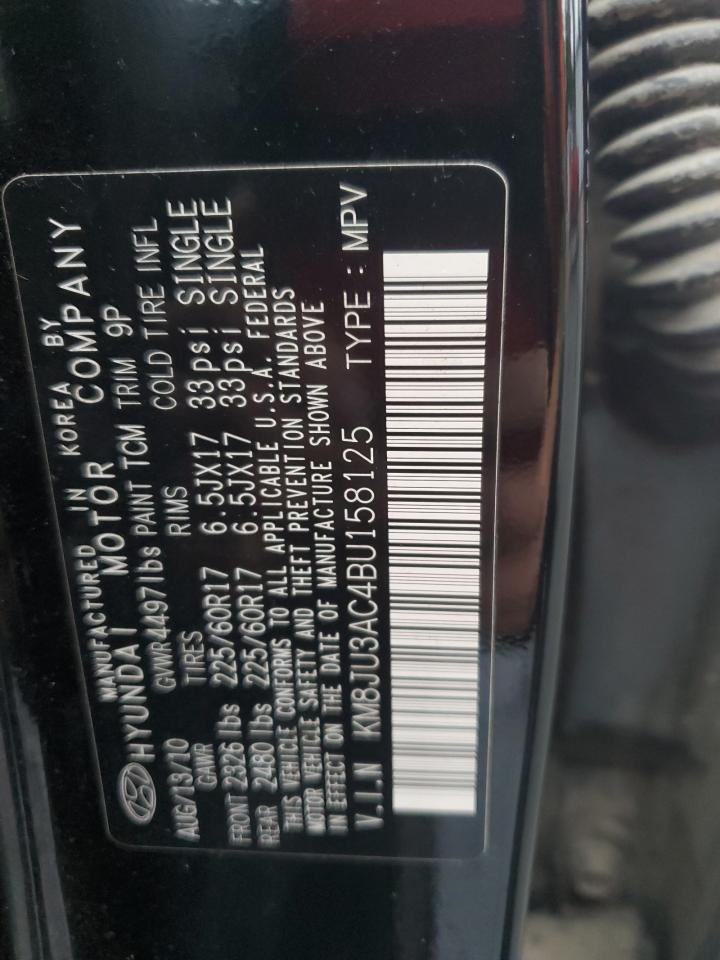 MANUFACTURED IN KOREA BY
HYUNDAI MOTOR COMPANY
AUG/13/10 GVWR4497lbs PAINT TCM TRIM 9P
GAWR TIRES RIMS COLD TIRE INFL
FRONT 2326 lbs 225/60R17 6.5JX17 33psi SINGLE
REAR 2480 lbs 225/60R17 6.5JX17 33psi SINGLE
THIS VEHICLE CONFORMS TO ALL APPLICABLE U.S.A. FEDERAL
MOTOR VEHICLE SAFETY AND THEFT PREVENTION STANDARDS
IN EFFECT ON THE DATE OF MANUFACTURE SHOWN ABOVE
V.I.N KM8JU3AC4BU158125 TYPE : MPV